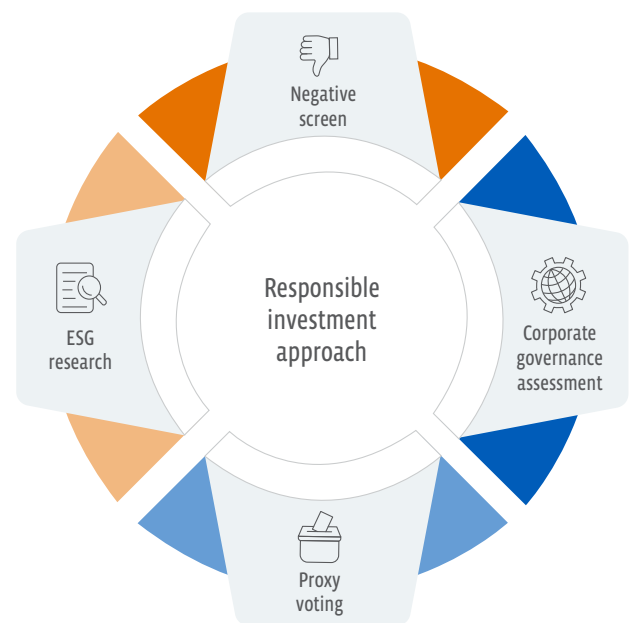 Negative
screen
Responsible
investment
approach
ESG
research
Corporate
governance
assessment
Proxy
voting